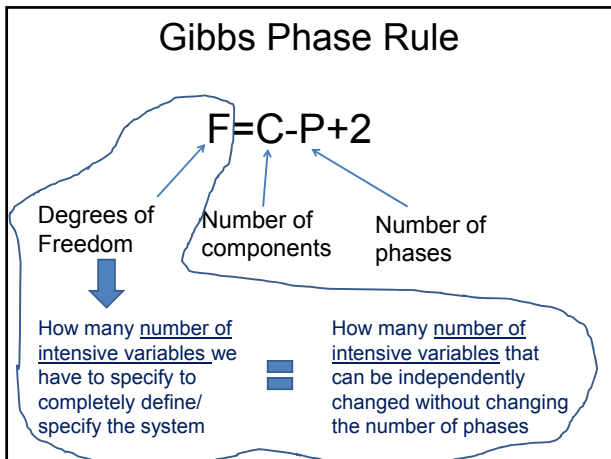 Gibbs Phase Rule
F=C-P+2
Degrees of
Freedom
Number of
components
Number of
phases
How many number of
intensive variables we
have to specify to
completely define/
specify the system
=
How many number of
intensive variables that
can be independently
changed without changing
the number of phases